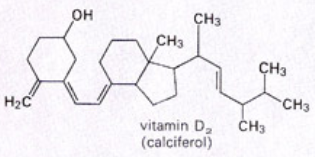 OH
CH₃
CH₃
CH₃
H₂C
CH₃
CH₃
vitamin D₂
(calciferol)